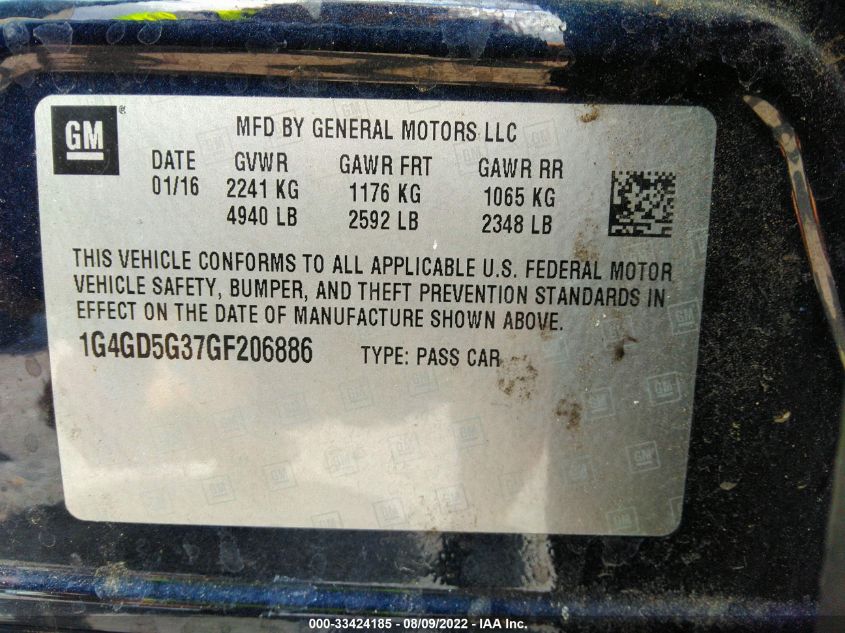 GM ®
MFD BY GENERAL MOTORS LLC
DATE GVWR GAWR FRT GAWR RR
01/16 2241 KG 1176 KG 1065 KG
4940 LB 2592 LB 2348 LB
THIS VEHICLE CONFORMS TO ALL APPLICABLE U.S. FEDERAL MOTOR
VEHICLE SAFETY, BUMPER, AND THEFT PREVENTION STANDARDS IN
EFFECT ON THE DATE OF MANUFACTURE SHOWN ABOVE.
1G4GD5G37GF206886 TYPE: PASS CAR
000-33424185 - 08/09/2022 - IAA Inc.